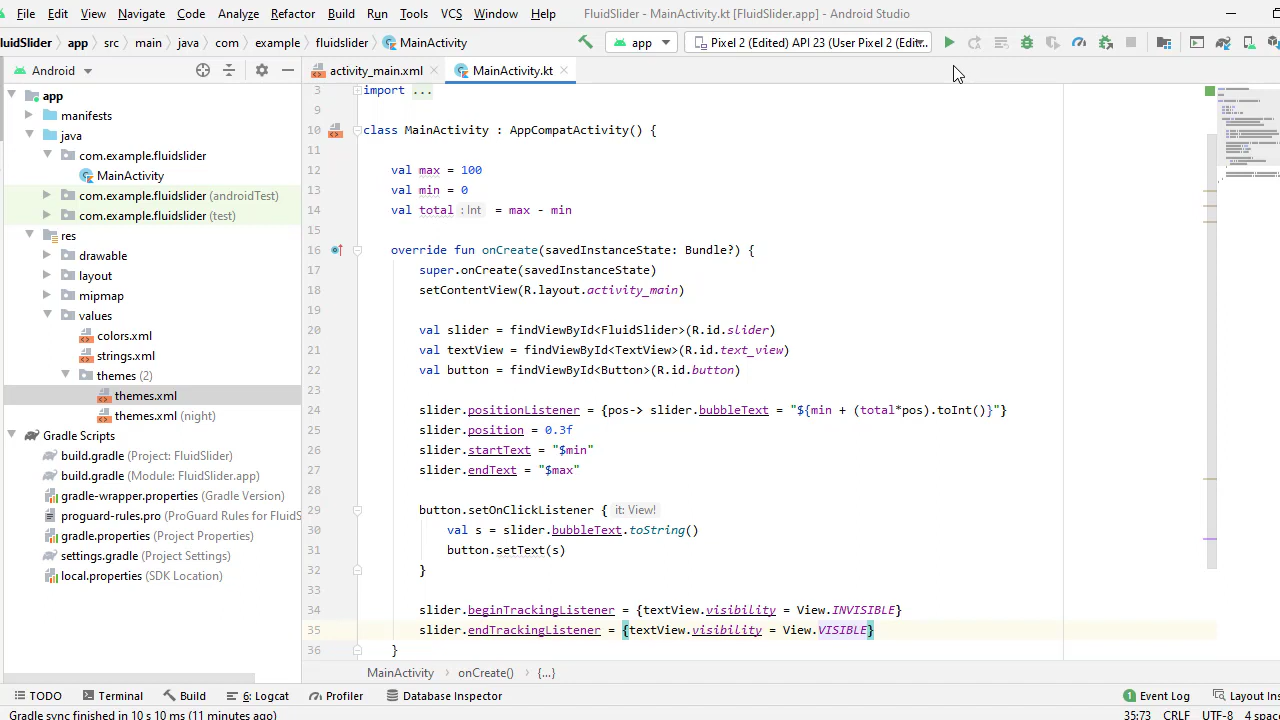 File Edit View Navigate Code Analyze Refactor Build Run Tools VCS Window Help FluidSlider - MainActivity.kt [FluidSlider.app] - Android Studio
luidSlider app src main java com example fluidslider MainActivity app Pixel 2 (Edited) API 23 (User Pixel 2 (Edit..
Android activity_main.xml MainActivity.kt
app
manifests
java
com.example.fluidslider
MainActivity
com.example.fluidslider (androidTest)
com.example.fluidslider (test)
res
drawable
layout
mipmap
values
colors.xml
strings.xml
themes (2)
themes.xml
themes.xml (night)
Gradle Scripts
build.gradle (Project: FluidSlider)
build.gradle (Module: FluidSlider.app)
gradle-wrapper.properties (Gradle Version)
proguard-rules.pro (ProGuard Rules for FluidS
gradle.properties (Project Properties)
settings.gradle (Project Settings)
local.properties (SDK Location)
3 import ...
9
10 class MainActivity : AppCompatActivity() {
11
12 val max = 100
13 val min = 0
14 val total :Int = max - min
15
16 override fun onCreate(savedInstanceState: Bundle?) {
17 super.onCreate(savedInstanceState)
18 setContentView(R.layout.activity_main)
19
20 val slider = findViewById<FluidSlider>(R.id.slider)
21 val textView = findViewById<TextView>(R.id.text_view)
22 val button = findViewById<Button>(R.id.button)
23
24 slider.positionListener = {pos-> slider.bubbleText = "${min + (total*pos).toInt()}"}
25 slider.position = 0.3f
26 slider.startText = "$min"
27 slider.endText = "$max"
28
29 button.setOnClickListener { it: View!
30 val s = slider.bubbleText.toString()
31 button.setText(s)
32 }
33
34 slider.beginTrackingListener = {textView.visibility = View.INVISIBLE}
35 slider.endTrackingListener = {textView.visibility = View.VISIBLE}
36 }
MainActivity onCreate() {...}
TODO Terminal Build 6: Logcat Profiler Database Inspector 1 Event Log Layout Ins
Gradle sync finished in 10 s 10 ms (11 minutes ago) 35:73 CRLF UTF-8 4 space